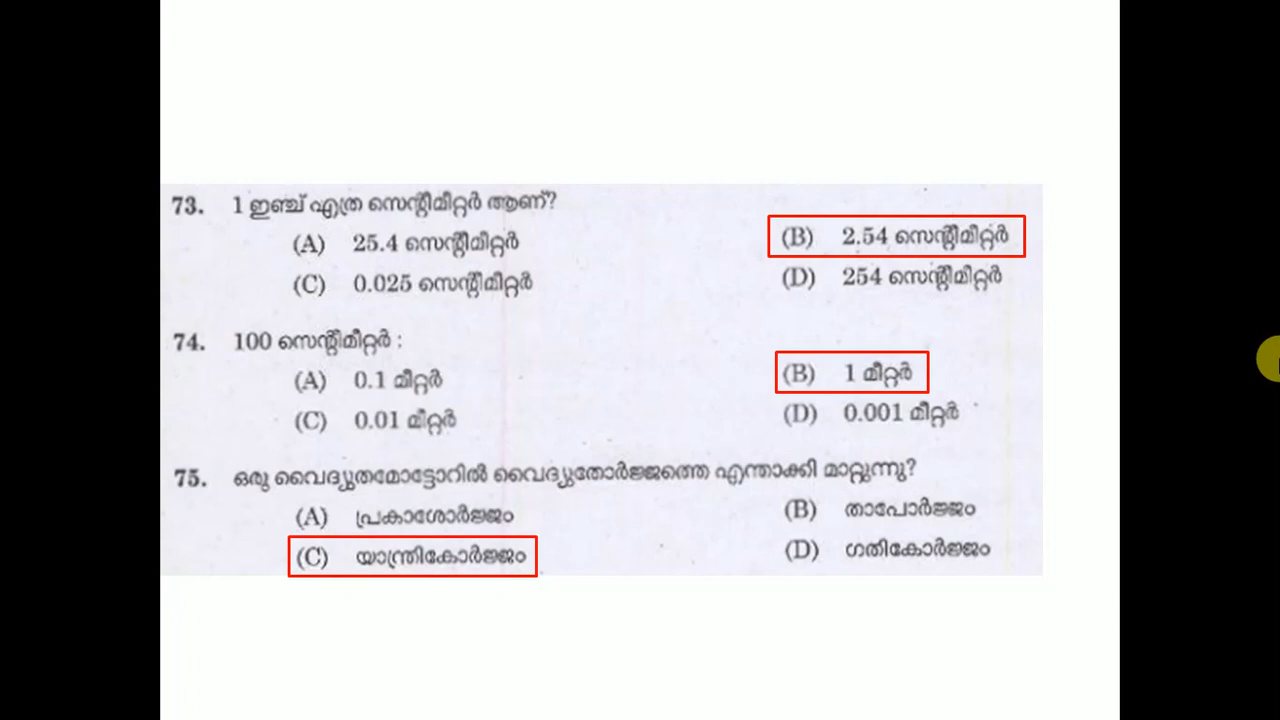 73. 1 ഇഞ്ച് എത്ര സെന്റീമീറ്റർ ആണ്?
(A) 25.4 സെന്റീമീറ്റർ (B) 2.54 സെന്റീമീറ്റർ
(C) 0.025 സെന്റീമീറ്റർ (D) 254 സെന്റീമീറ്റർ
74. 100 സെന്റീമീറ്റർ :
(A) 0.1 മീറ്റർ (B) 1 മീറ്റർ
(C) 0.01 മീറ്റർ (D) 0.001 മീറ്റർ
75. ഒരു വൈദ്യുതമോട്ടോറിൽ വൈദ്യുതോർജ്ജത്തെ എന്താക്കി മാറ്റുന്നു?
(A) പ്രകാശോർജ്ജം (B) താപോർജ്ജം
(C) യാന്ത്രികോർജ്ജം (D) ഗതികോർജ്ജം